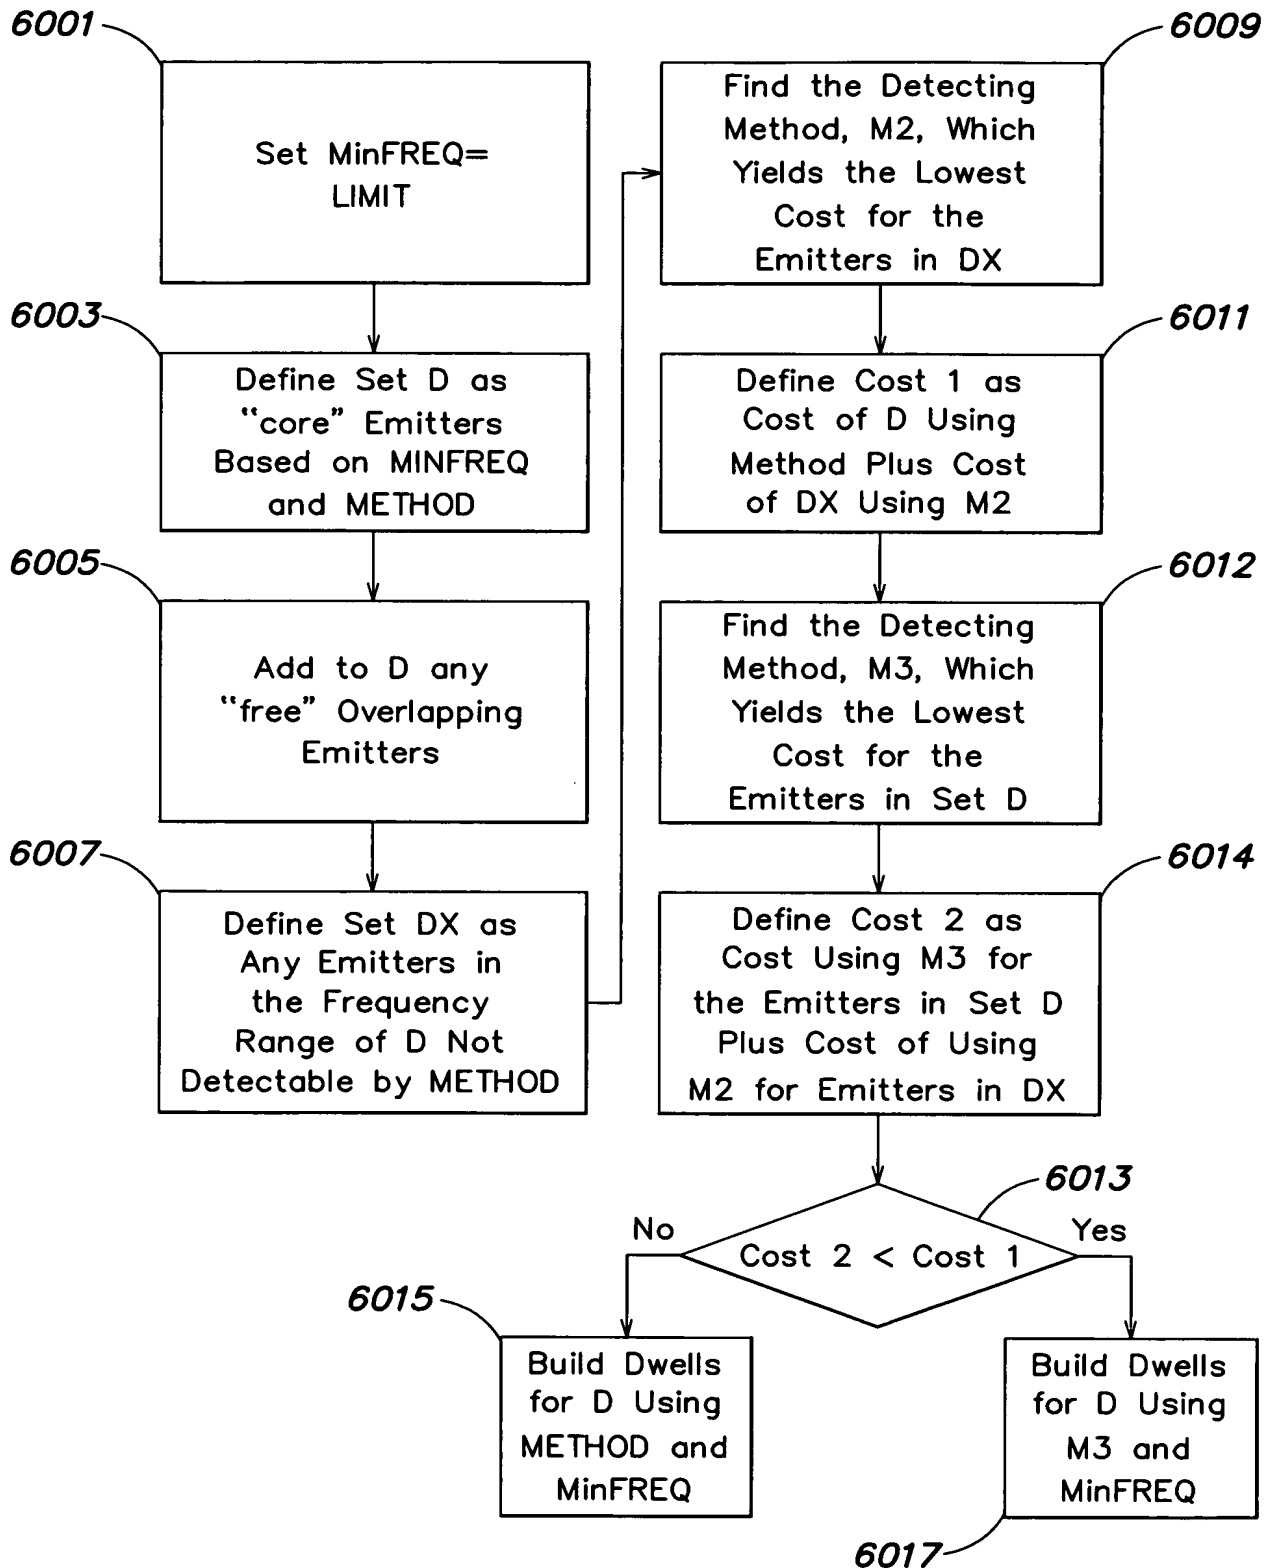 6001
Set MinFREQ=
LIMIT
6003
Define Set D as
“core” Emitters
Based on MINFREQ
and METHOD
6005
Add to D any
“free” Overlapping
Emitters
6007
Define Set DX as
Any Emitters in
the Frequency
Range of D Not
Detectable by METHOD
6009
Find the Detecting
Method, M2, Which
Yields the Lowest
Cost for the
Emitters in DX
6011
Define Cost 1 as
Cost of D Using
Method Plus Cost
of DX Using M2
6012
Find the Detecting
Method, M3, Which
Yields the Lowest
Cost for the
Emitters in Set D
6014
Define Cost 2 as
Cost Using M3 for
the Emitters in Set D
Plus Cost of Using
M2 for Emitters in DX
6013
No
Yes
Cost 2 < Cost 1
6015
Build Dwells
for D Using
METHOD and
MinFREQ
Build Dwells
for D Using
M3 and
MinFREQ
6017